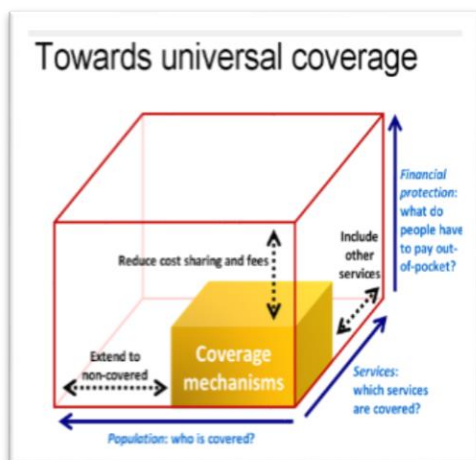 Towards universal coverage
Financial
protection:
what do
people have
to pay out-
of-pocket?
Include
other
services
Reduce cost sharing and fees
Extend to
non-covered
Coverage
mechanisms
Services:
which services
are covered?
Population: who is covered?